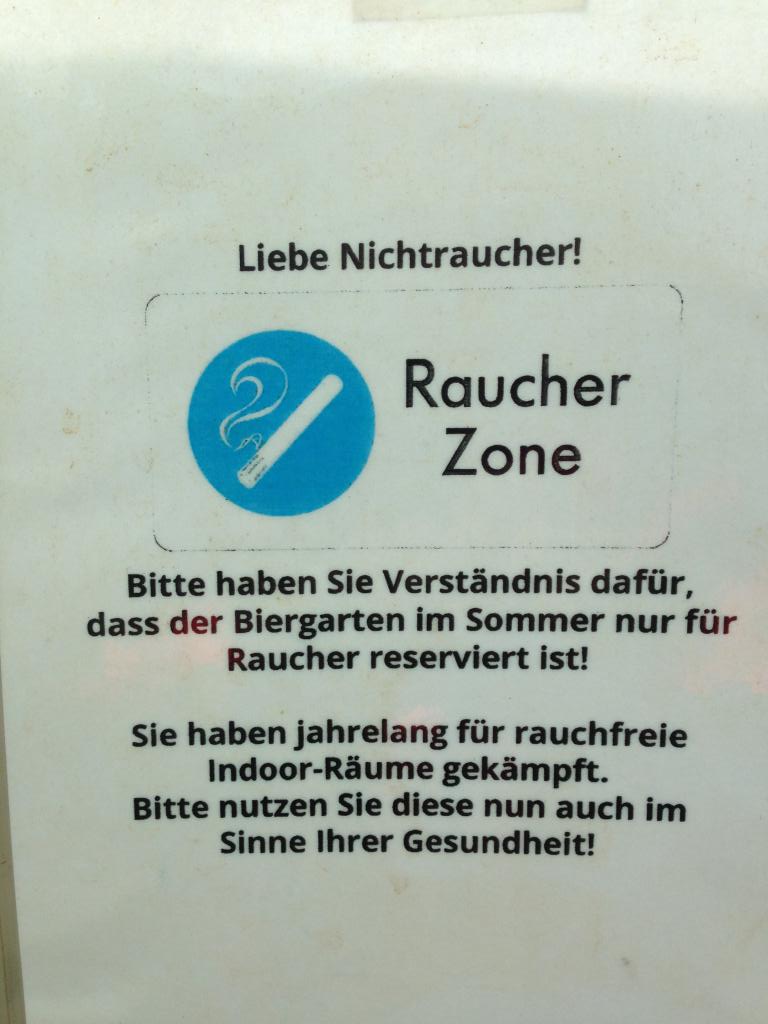 Liebe Nichtraucher!
Raucher
Zone
Bitte haben Sie Verständnis dafür,
dass der Biergarten im Sommer nur für
Raucher reserviert ist!
Sie haben jahrelang für rauchfreie
Indoor-Räume gekämpft.
Bitte nutzen Sie diese nun auch im
Sinne Ihrer Gesundheit!